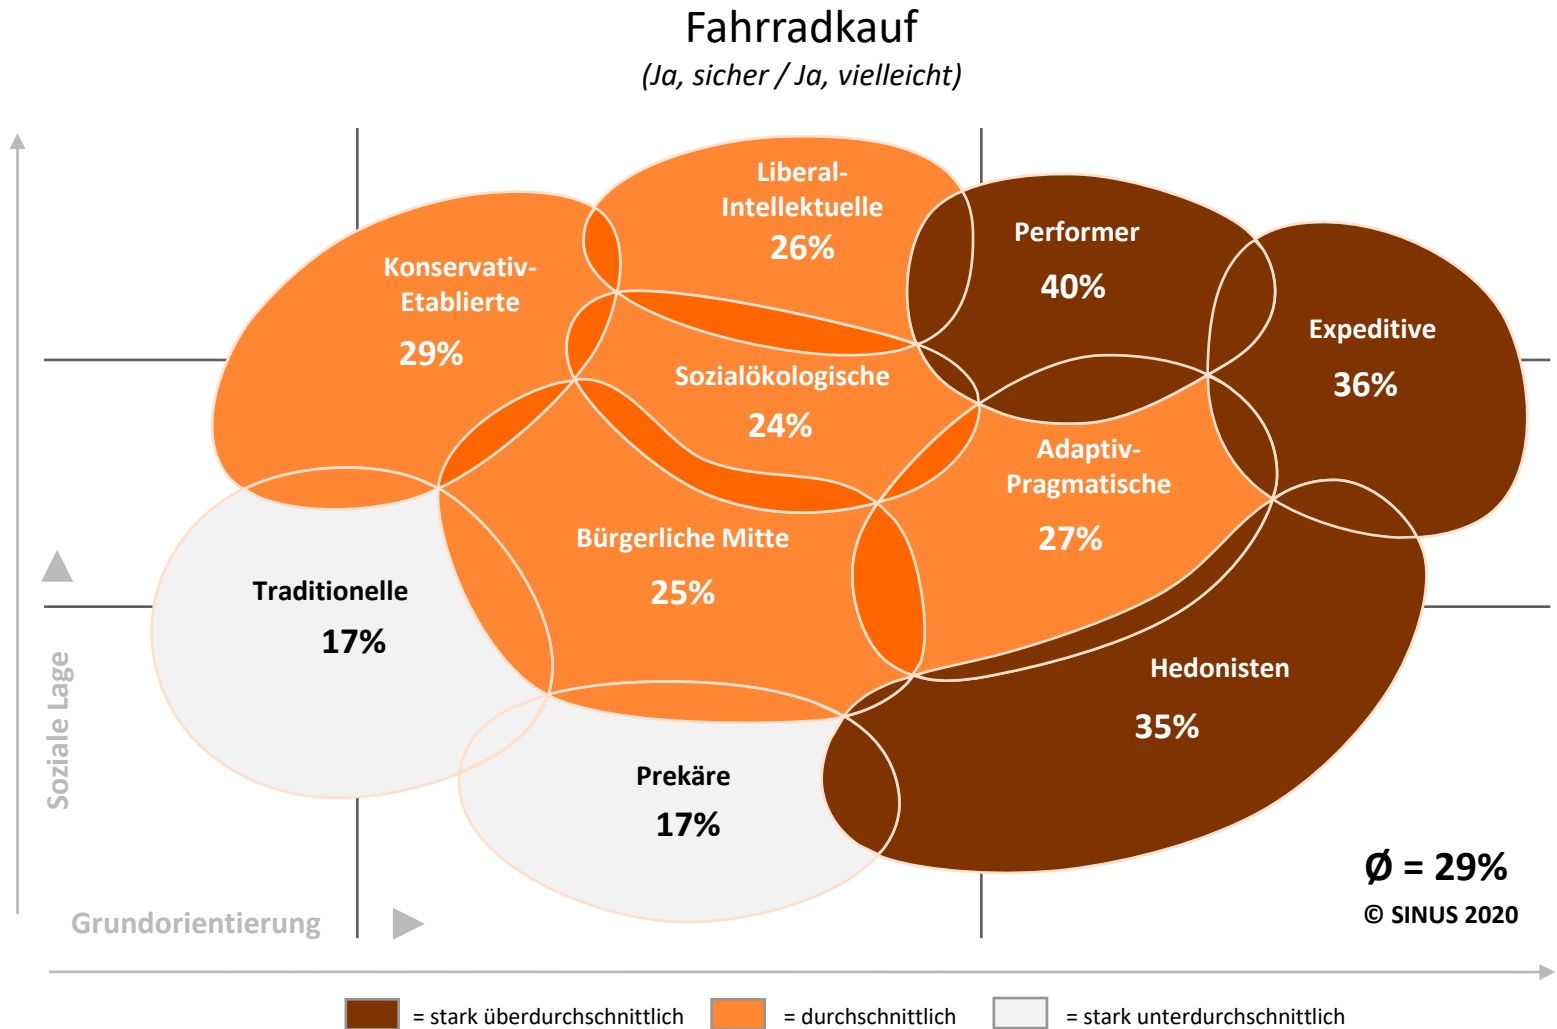 Fahrradkauf
(Ja, sicher / Ja, vielleicht)
Liberal-
Intellektuelle
26%
Performer
40%
Konservativ-
Etablierte
29%
Expeditive
36%
Sozialökologische
24%
Adaptiv-
Pragmatische
27%
Bürgerliche Mitte
25%
Traditionelle
17%
Hedonisten
35%
Prekäre
17%
Soziale Lage
Grundorientierung
Ø = 29%
© SINUS 2020
= stark überdurchschnittlich
= durchschnittlich
= stark unterdurchschnittlich